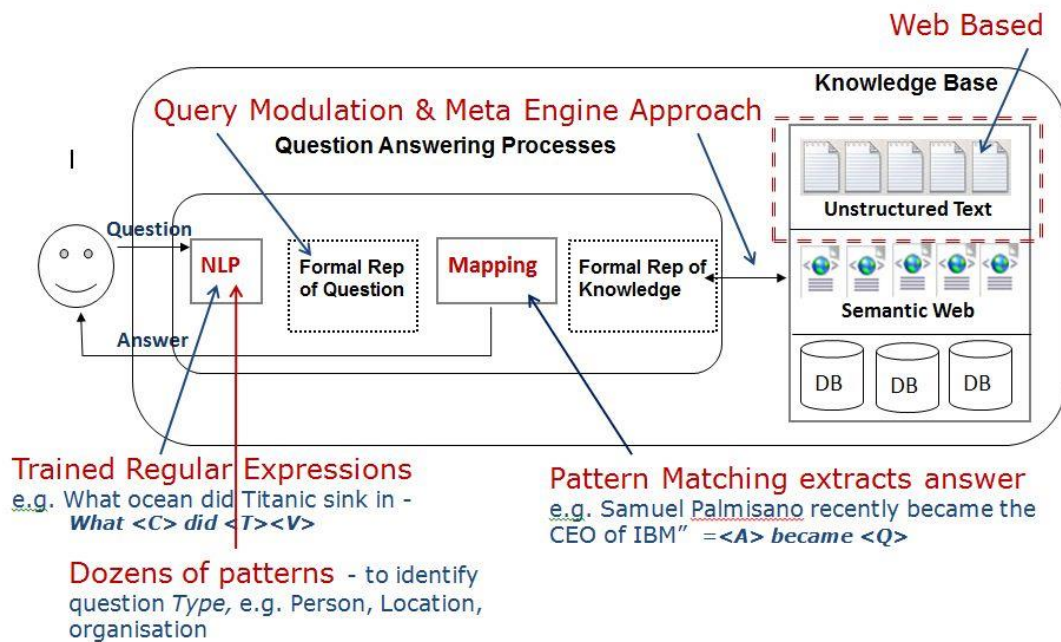 Web Based
Knowledge Base
Query Modulation & Meta Engine Approach
Question Answering Processes
Unstructured Text
Question
NLP
Formal Rep
of Question
Mapping
Formal Rep of
Knowledge
Semantic Web
Answer
DB
DB
DB
Trained Regular Expressions
e.g. What ocean did Titanic sink in -
What <C> did <T><V>
Pattern Matching extracts answer
e.g. Samuel Palmisano recently became the
CEO of IBM” =<A> became <Q>
Dozens of patterns - to identify
question Type, e.g. Person, Location,
organisation